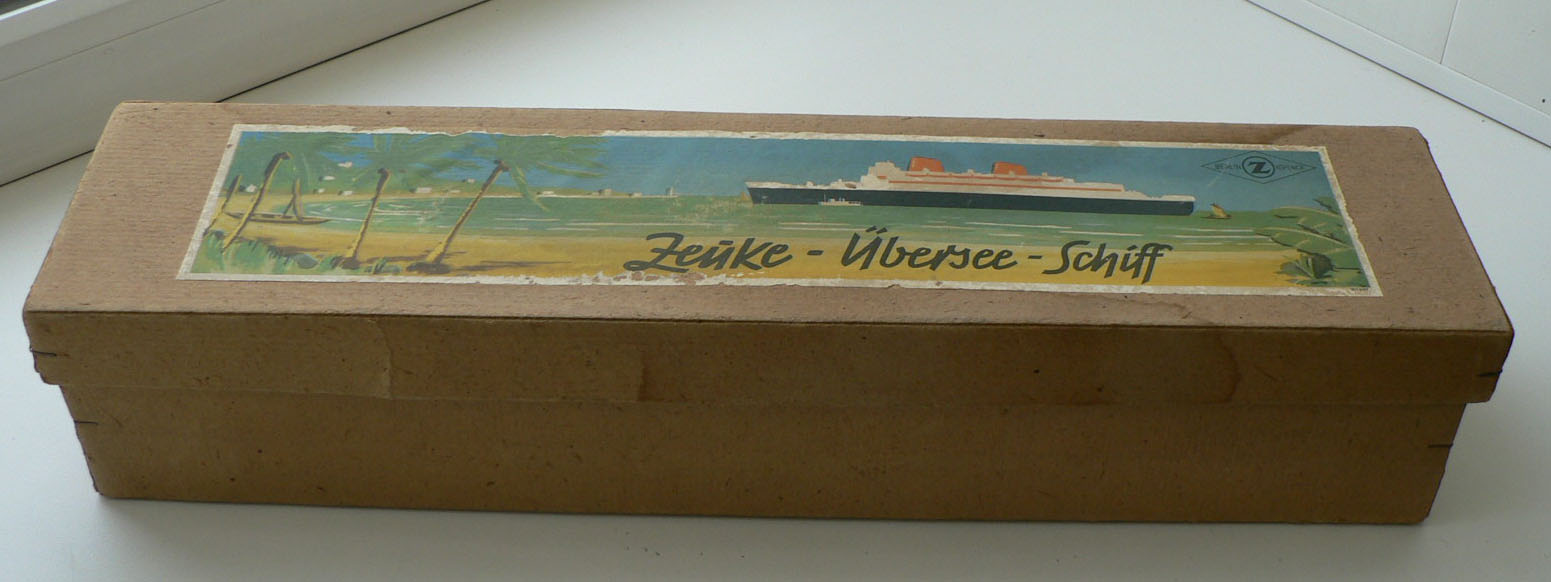 Z
Zeuke - Übersee - Schiff